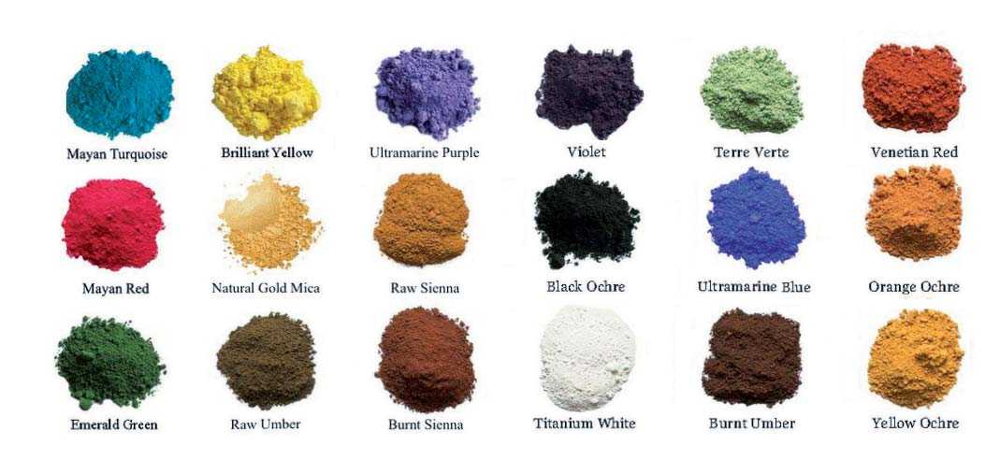 Mayan Turquoise
Brilliant Yellow
Ultramarine Purple
Violet
Terre Verte
Venetian Red
Mayan Red
Natural Gold Mica
Raw Sienna
Black Ochre
Ultramarine Blue
Orange Ochre
Emerald Green
Raw Umber
Burnt Sienna
Titanium White
Burnt Umber
Yellow Ochre